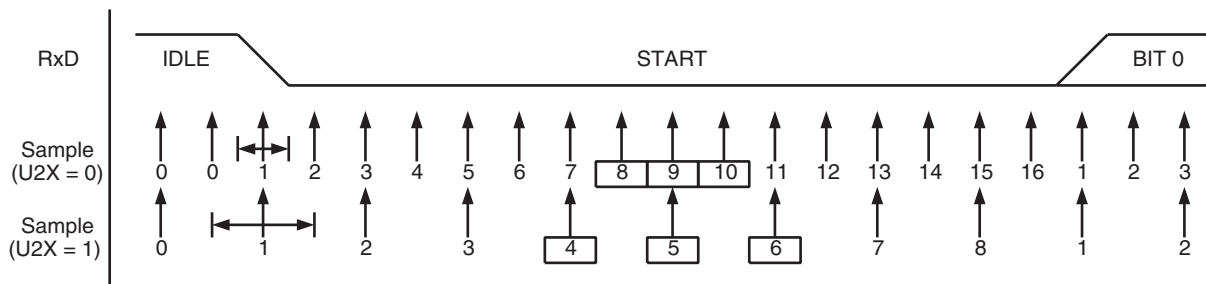 RxD IDLE START BIT 0
Sample
(U2X = 0)
0 0 1 2 3 4 5 6 7 8 9 10 11 12 13 14 15 16 1 2 3
Sample
(U2X = 1)
0 1 2 3 4 5 6 7 8 1 2